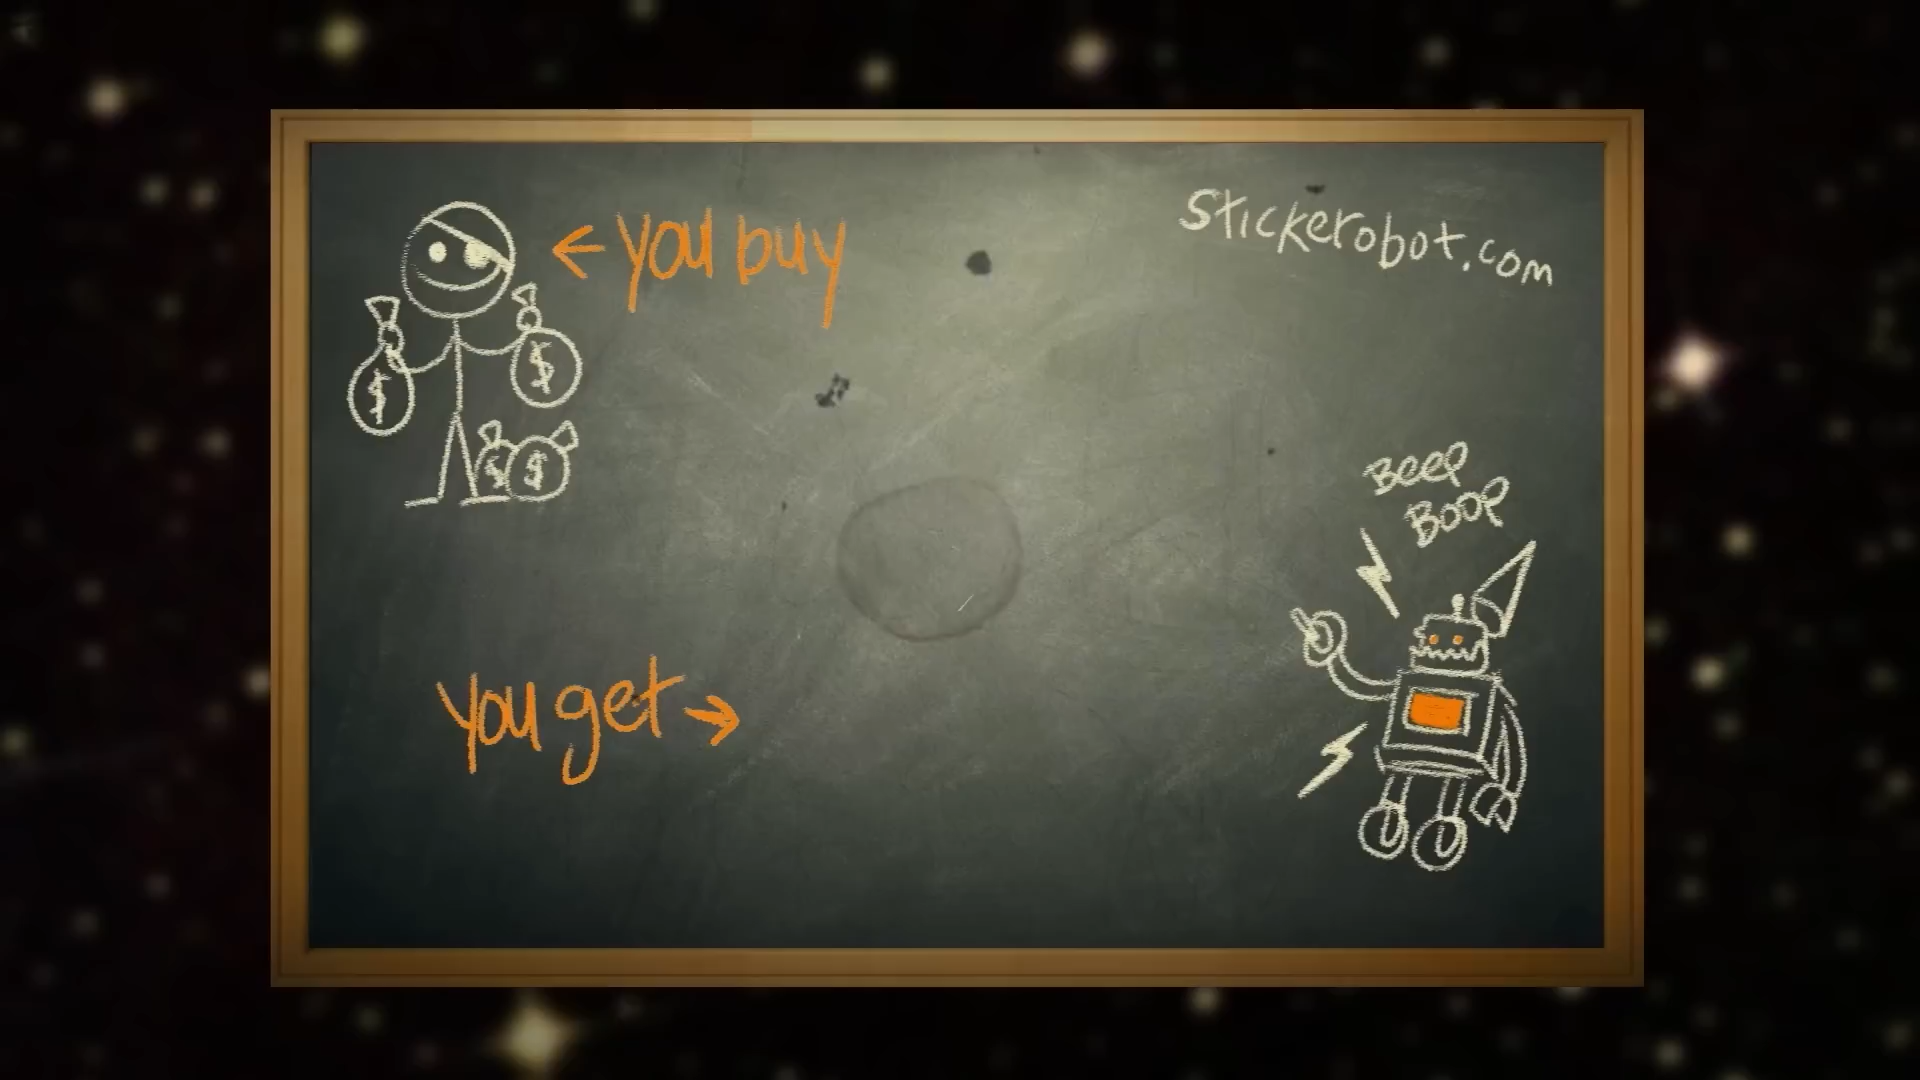 ← you buy
stickerobot.com
$ $
$ $
Beep
Boop
you get →